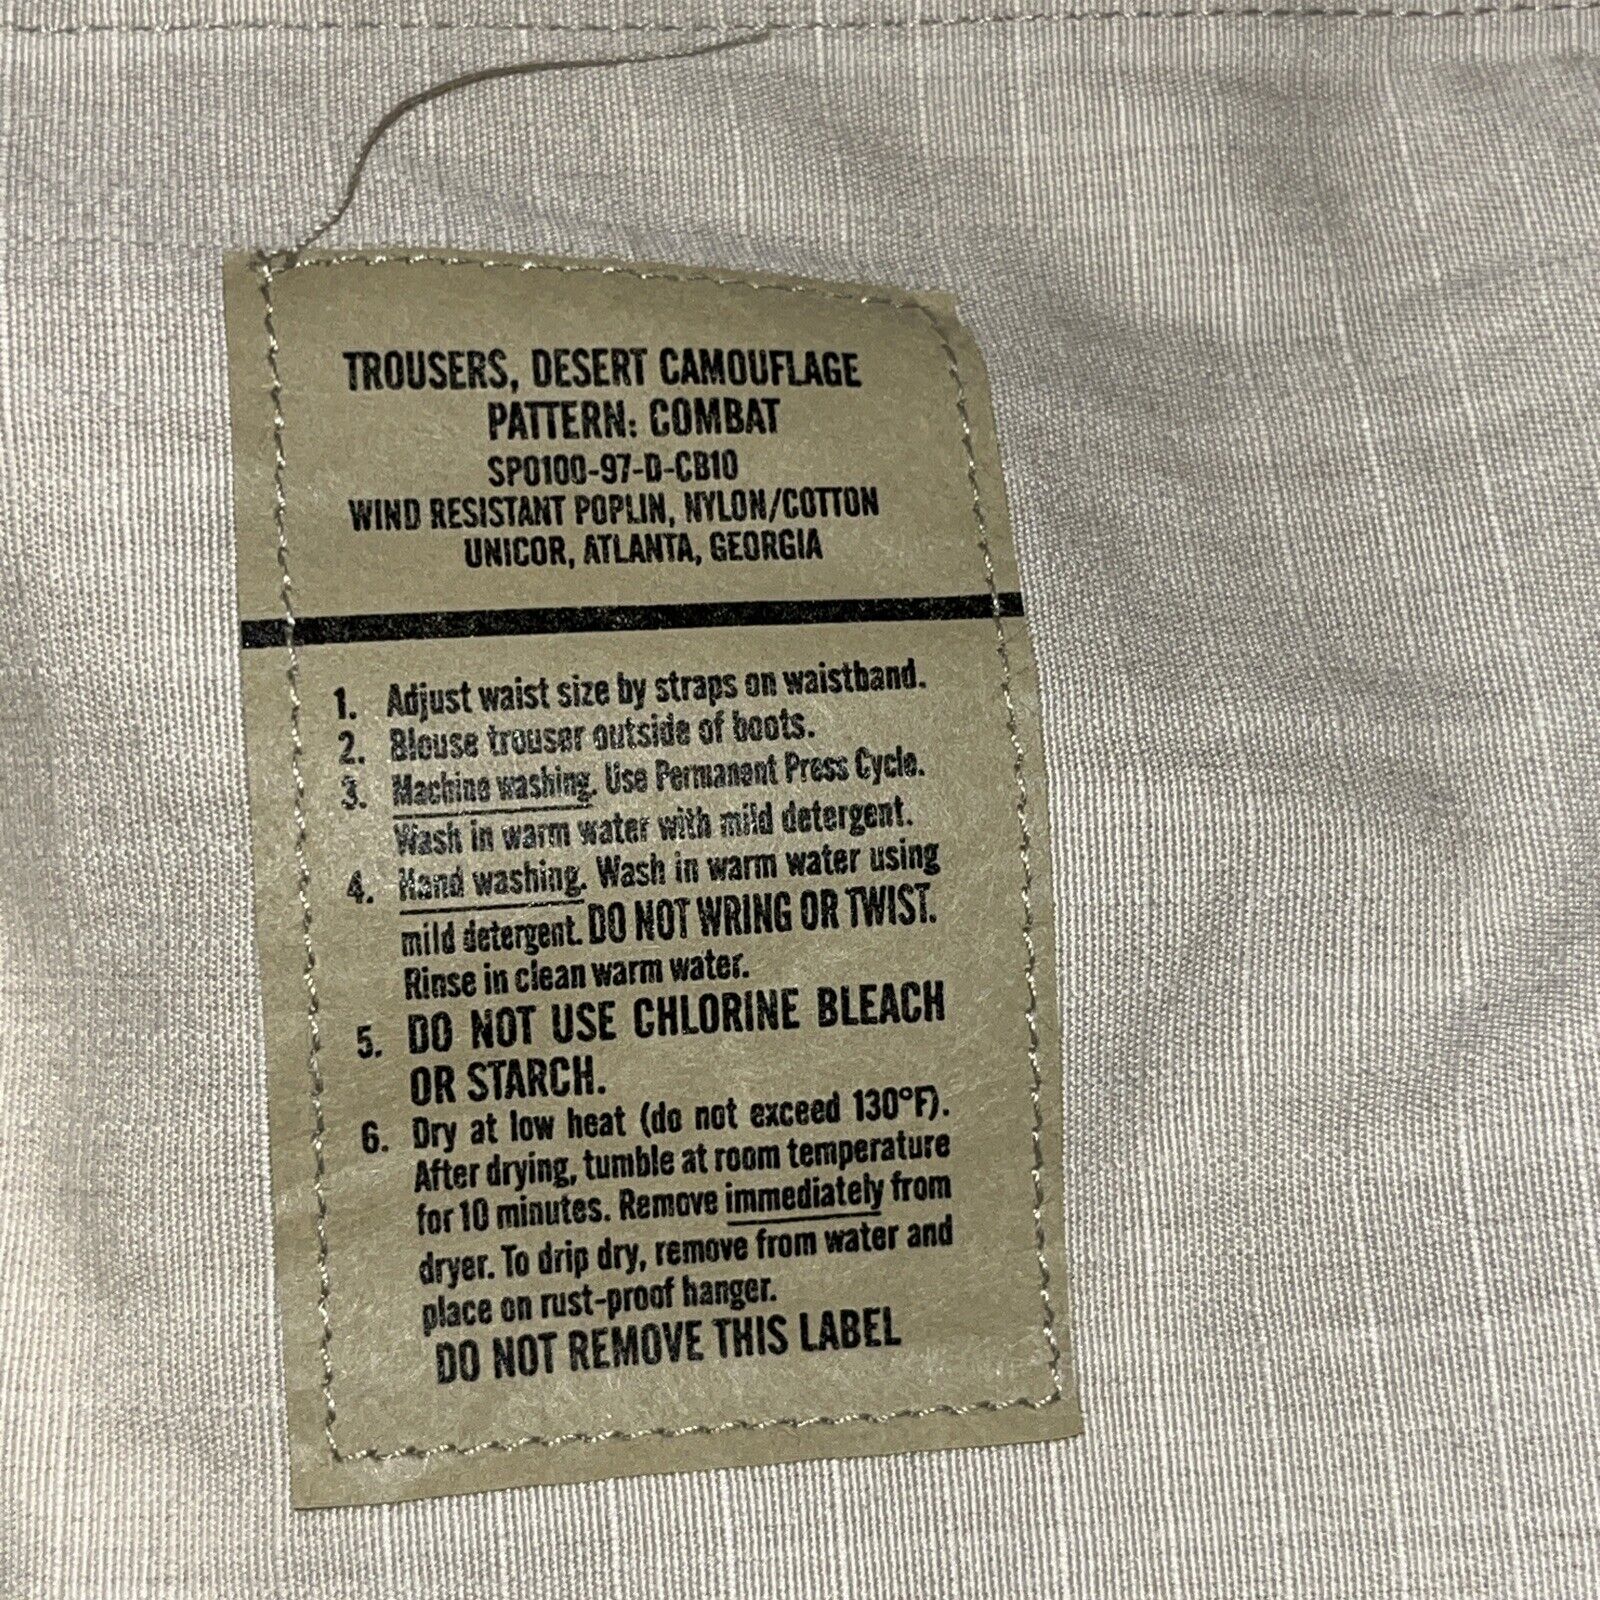 TROUSERS, DESERT CAMOUFLAGE
PATTERN: COMBAT
SPO100-97-D-CB10
WIND RESISTANT POPLIN, NYLON/COTTON
UNICOR, ATLANTA, GEORGIA
1. Adjust waist size by straps on waistband.
2. Blouse trouser outside of boots.
3. Machine washing. Use Permanent Press Cycle.
Wash in warm water with mild detergent.
4. Hand washing. Wash in warm water using
mild detergent. DO NOT WRING OR TWIST.
Rinse in clean warm water.
5. DO NOT USE CHLORINE BLEACH
OR STARCH.
6. Dry at low heat (do not exceed 130°F).
After drying, tumble at room temperature
for 10 minutes. Remove immediately from
dryer. To drip dry, remove from water and
place on rust-proof hanger.
DO NOT REMOVE THIS LABEL